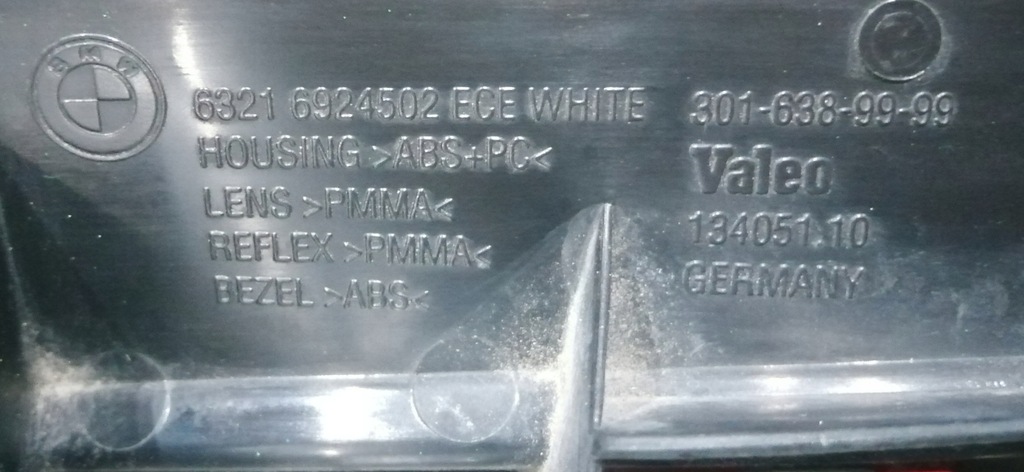 BMW
6321 6924502 ECE WHITE
HOUSING >ABS+PC<
LENS >PMMA<
REFLEX >PMMA<
BEZEL >ABS<
301-638-99-99
Valeo
134051.10
GERMANY